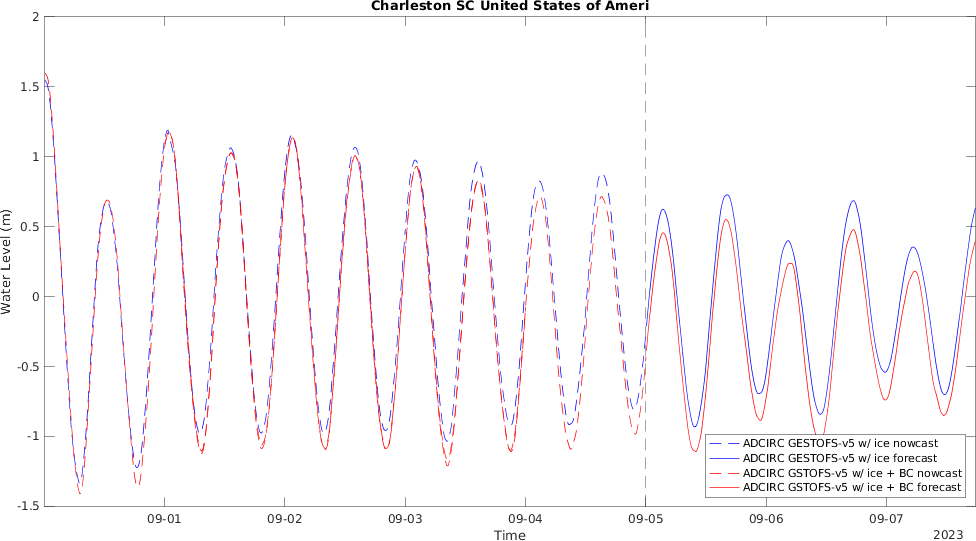 Charleston SC United States of Ameri
2
1.5
1
0.5
0
-0.5
-1
-1.5
Water Level (m)
ADCIRC GESTOFS-v5 w/ ice nowcast
ADCIRC GESTOFS-v5 w/ ice forecast
ADCIRC GSTOFS-v5 w/ ice + BC nowcast
ADCIRC GSTOFS-v5 w/ ice + BC forecast
09-01 09-02 09-03 09-04 09-05 09-06 09-07
Time
2023